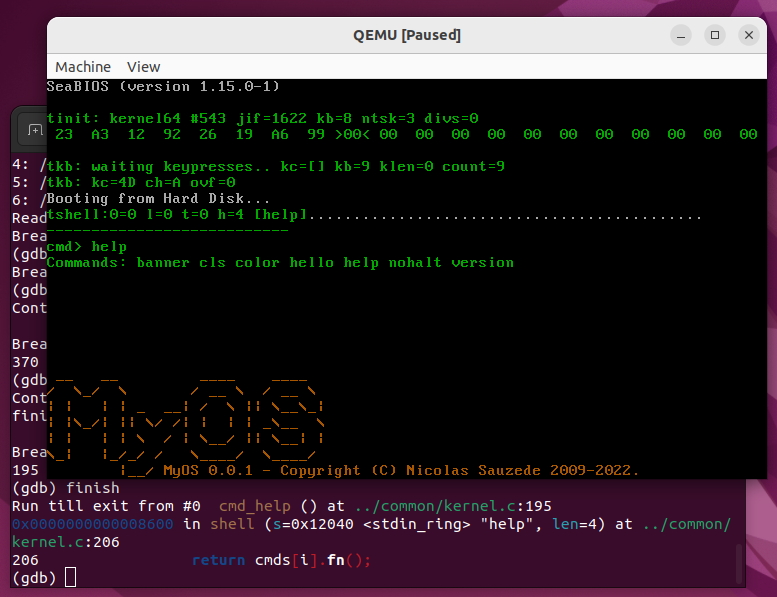 QEMU [Paused]
Machine View
SeaBIOS (version 1.15.0-1)
tinit: kernel64 #543 jif=1622 kb=8 ntsk=3 divs=0
23 A3 12 92 26 19 A6 99 >00< 00 00 00 00 00 00 00 00 00 00 00
4: /
tkb: waiting keypresses.. kc=[] kb=9 klen=0 count=9
5: /
tkb: kc=4D ch=A ovf=0
6: /
Booting from Hard Disk...
Read
tshell:0=0 l=0 t=0 h=4 [help]............................................
Brea
---------------------------
(gdb
cmd> help
Brea
Commands: banner cls color hello help nohalt version
(gdb
Cont
Brea
370
(gdb
Cont
fini
Brea
195
MyOS 0.0.1 - Copyright (C) Nicolas Sauzede 2009-2022.
(gdb) finish
Run till exit from #0 cmd_help () at ../common/kernel.c:195
0x0000000000008600 in shell (s=0x12040 <stdin_ring> "help", len=4) at ../common/
kernel.c:206
206 return cmds[i].fn();
(gdb)